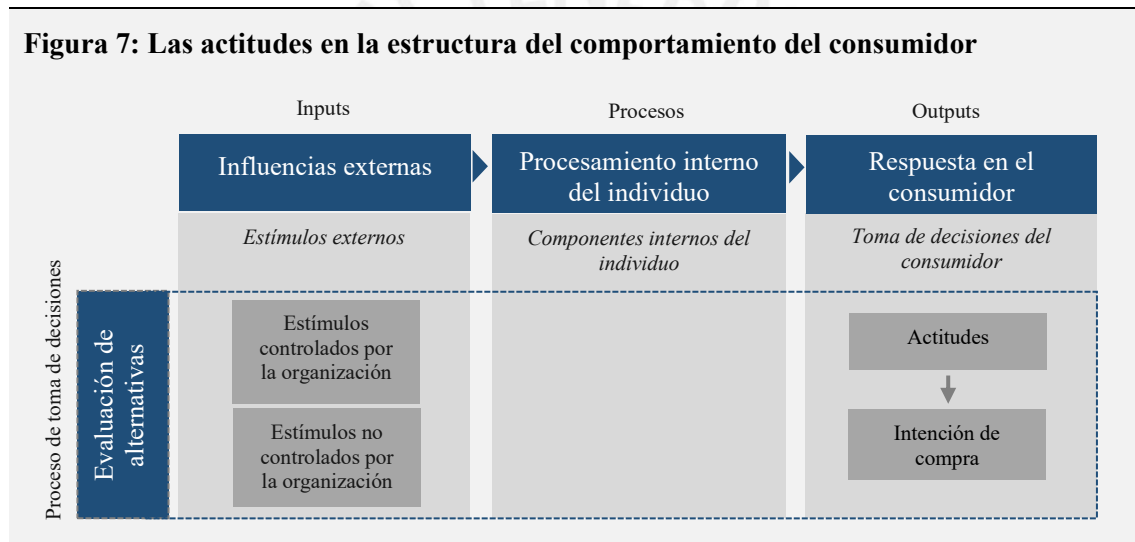 Figura 7: Las actitudes en la estructura del comportamiento del consumidor
Inputs
Procesos
Outputs
Influencias externas
Procesamiento interno
del individuo
Respuesta en el
consumidor
Estímulos externos
Componentes internos del
individuo
Toma de decisiones del
consumidor
Proceso de toma de decisiones
Evaluación de
alternativas
Estímulos
controlados por
la organización
Estímulos no
controlados por
la organización
Actitudes
Intención de
compra